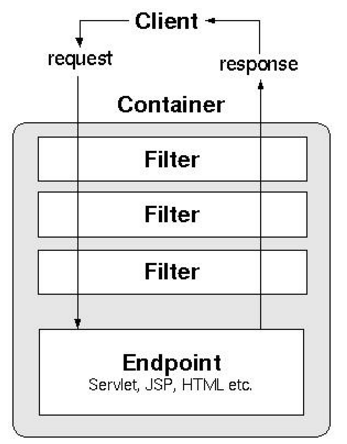 Client
request
response
Container
Filter
Filter
Filter
Endpoint
Servlet, JSP, HTML etc.